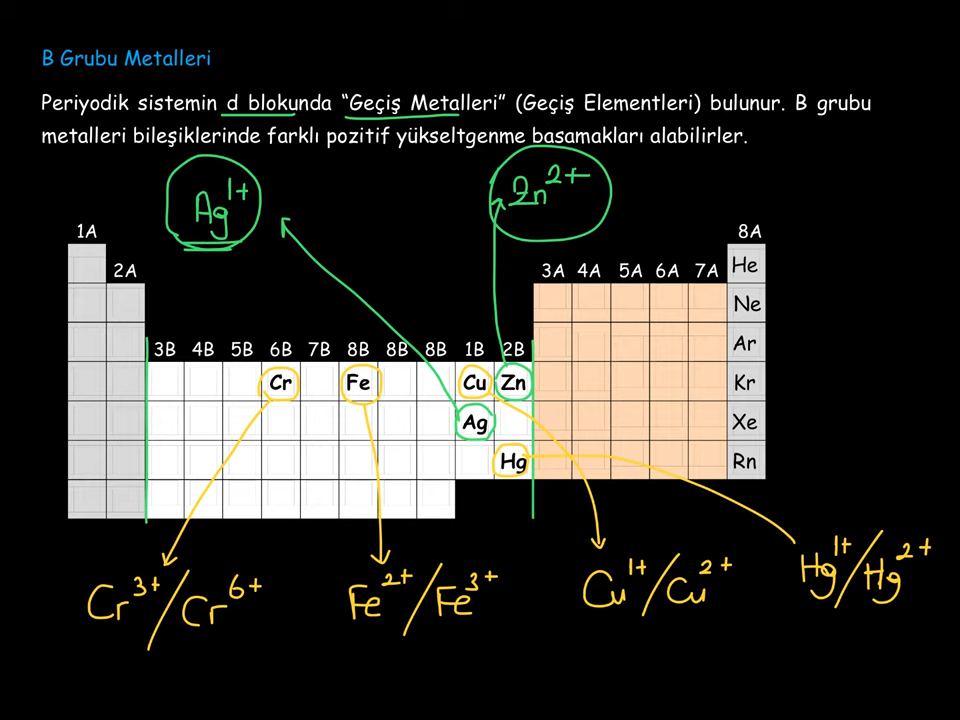 B Grubu Metalleri
Periyodik sistemin d blokunda “Geçiş Metalleri” (Geçiş Elementleri) bulunur. B grubu
metalleri bileşiklerinde farklı pozitif yükseltgenme basamakları alabilirler.
Ag¹⁺ Zn²⁺
1A 8A
2A 3A 4A 5A 6A 7A He
Ne
3B 4B 5B 6B 7B 8B 8B 8B 1B 2B Ar
Cr Fe Cu Zn Kr
Ag Xe
Hg Rn
Cr³⁺/Cr⁶⁺ Fe²⁺/Fe³⁺ Cu¹⁺/Cu²⁺ Hg¹⁺/Hg²⁺